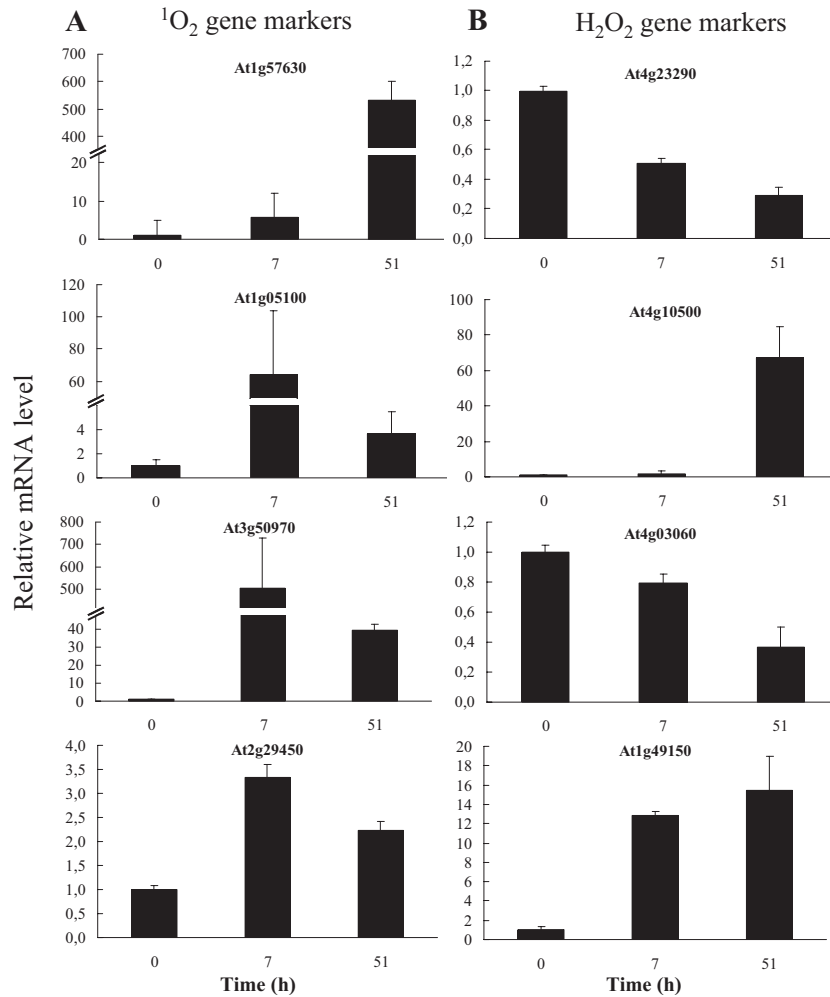 A
¹O₂ gene markers
B
H₂O₂ gene markers
Relative mRNA level
At1g57630
700
600
500
400
20
10
0
0 7 51
At4g23290
1,2
1,0
0,8
0,6
0,4
0,2
0,0
0 7 51
At1g05100
120
100
80
60
4
2
0
0 7 51
At4g10500
100
80
60
40
20
0
0 7 51
At3g50970
800
700
600
500
40
30
20
10
0
0 7 51
At4g03060
1,2
1,0
0,8
0,6
0,4
0,2
0,0
0 7 51
At2g29450
4,0
3,5
3,0
2,5
2,0
1,5
1,0
0,5
0,0
0 7 51
Time (h)
At1g49150
20
18
16
14
12
10
8
6
4
2
0
0 7 51
Time (h)